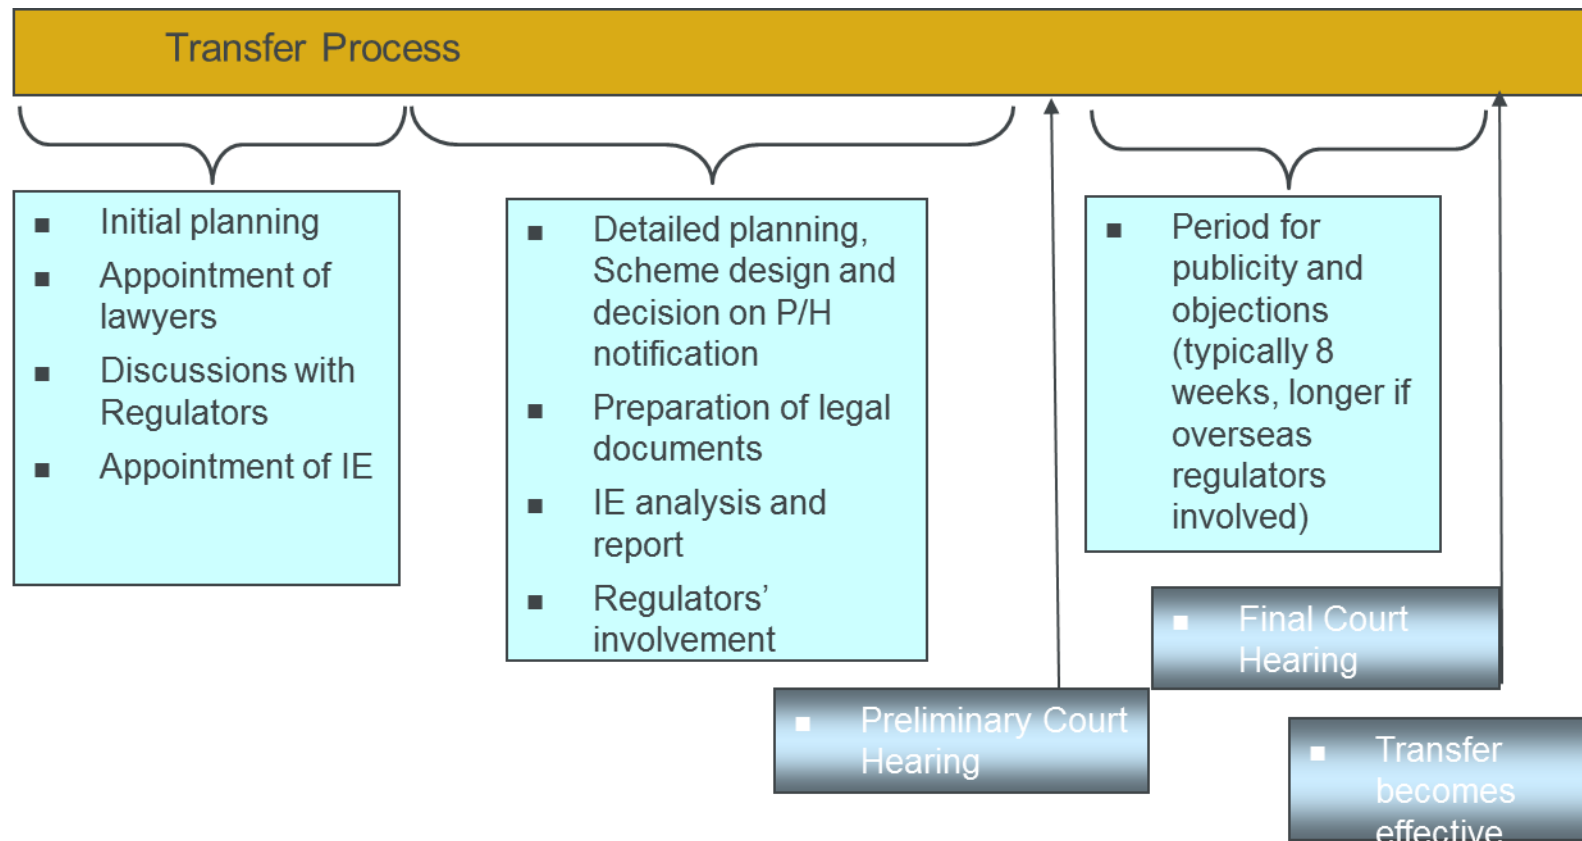 Transfer Process
■ Initial planning
■ Appointment of
lawyers
■ Discussions with
Regulators
■ Appointment of IE
■ Detailed planning,
Scheme design and
decision on P/H
notification
■ Preparation of legal
documents
■ IE analysis and
report
■ Regulators’
involvement
■ Period for
publicity and
objections
(typically 8
weeks, longer if
overseas
regulators
involved)
■ Preliminary Court
Hearing
■ Final Court
Hearing
■ Transfer
becomes
effective